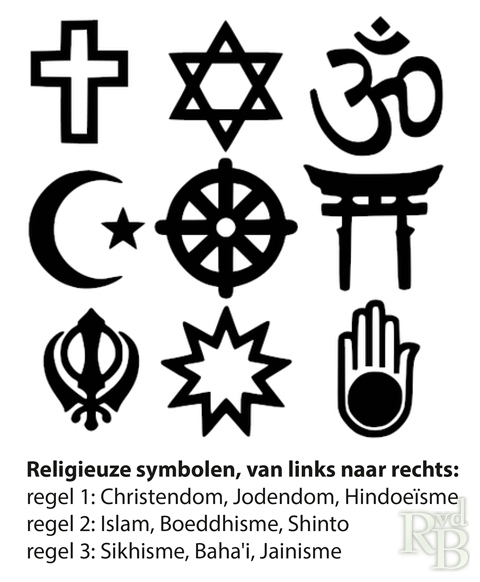 Religieuze symbolen, van links naar rechts:
regel 1: Christendom, Jodendom, Hindoeïsme
regel 2: Islam, Boeddhisme, Shinto
regel 3: Sikhisme, Baha'i, Jainisme
RvdB